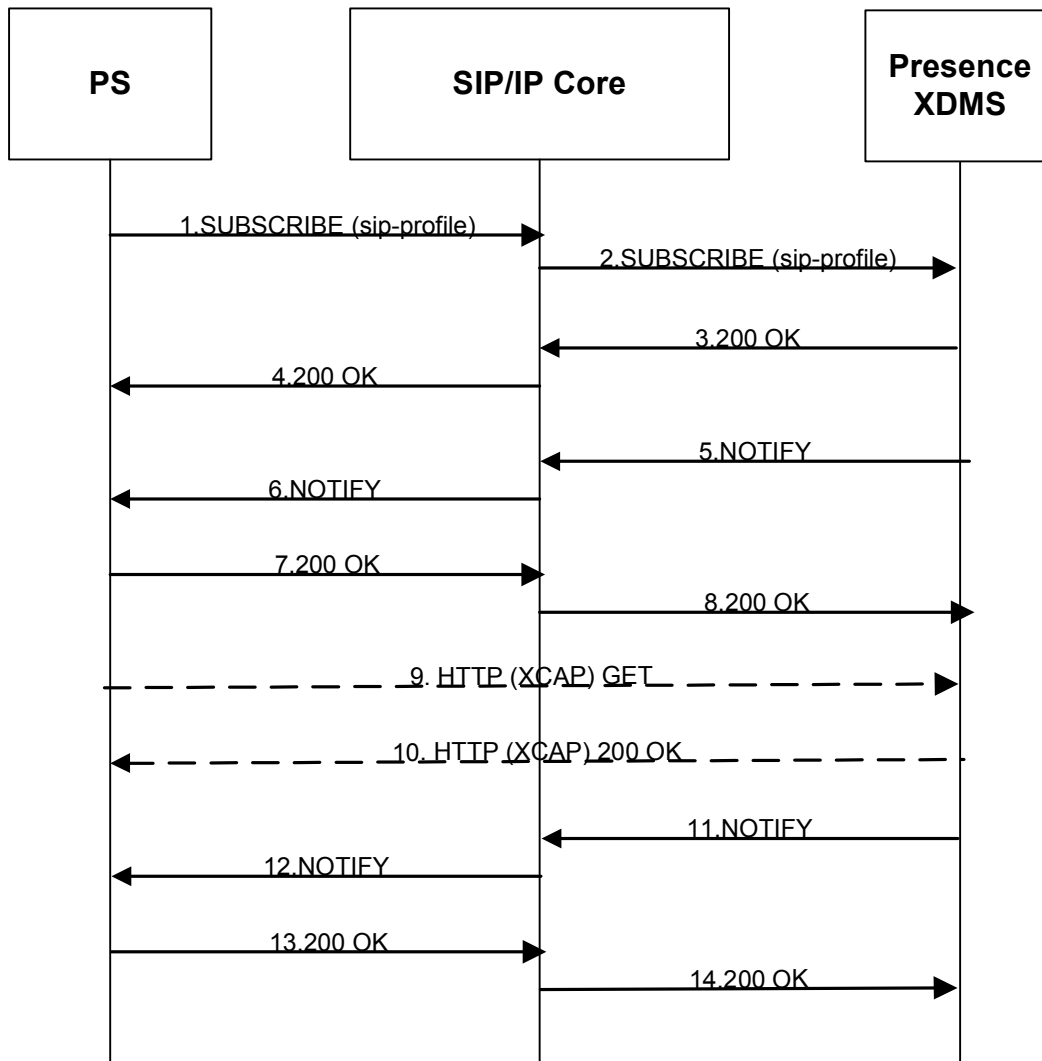 PS
SIP/IP Core
Presence
XDMS
1.SUBSCRIBE (sip-profile)
2.SUBSCRIBE (sip-profile)
3.200 OK
4.200 OK
5.NOTIFY
6.NOTIFY
7.200 OK
8.200 OK
9. HTTP (XCAP) GET
10. HTTP (XCAP) 200 OK
11.NOTIFY
12.NOTIFY
13.200 OK
14.200 OK